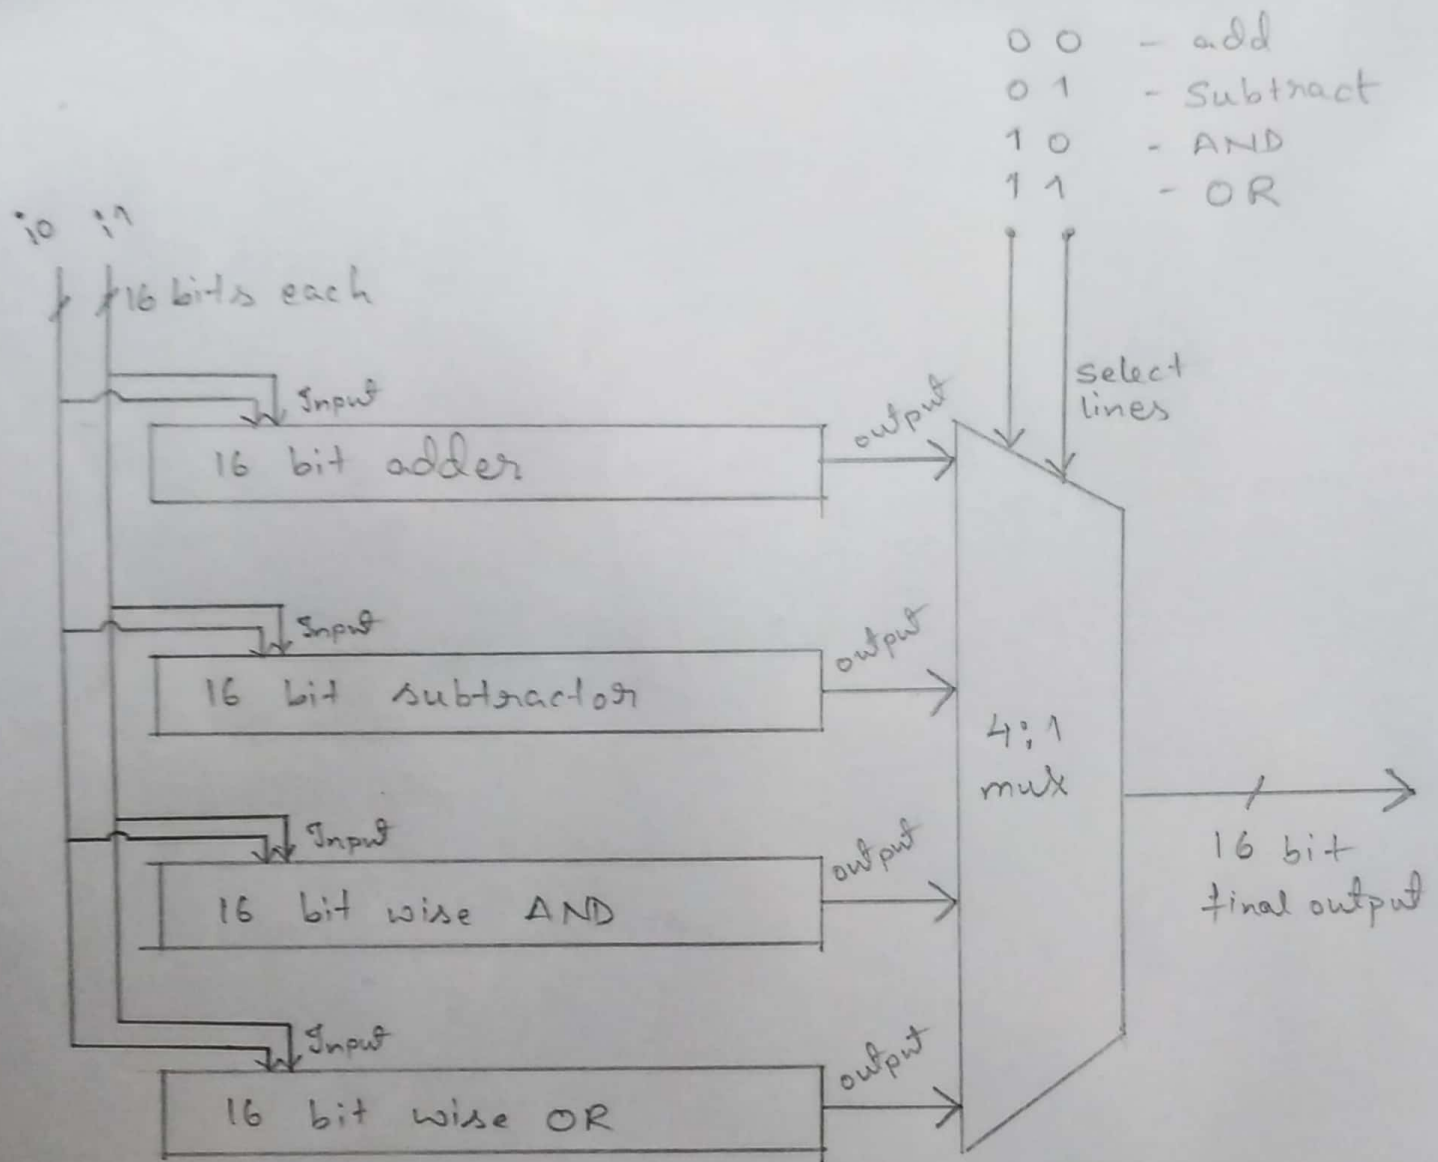 0 0 - add
0 1 - Subtract
1 0 - AND
1 1 - OR
i0 i1
16 bits each
select
lines
Input
output
16 bit adder
Input
output
16 bit subtractor
4:1
mux
Input
output
16 bit wise AND
16 bit
final output
Input
output
16 bit wise OR